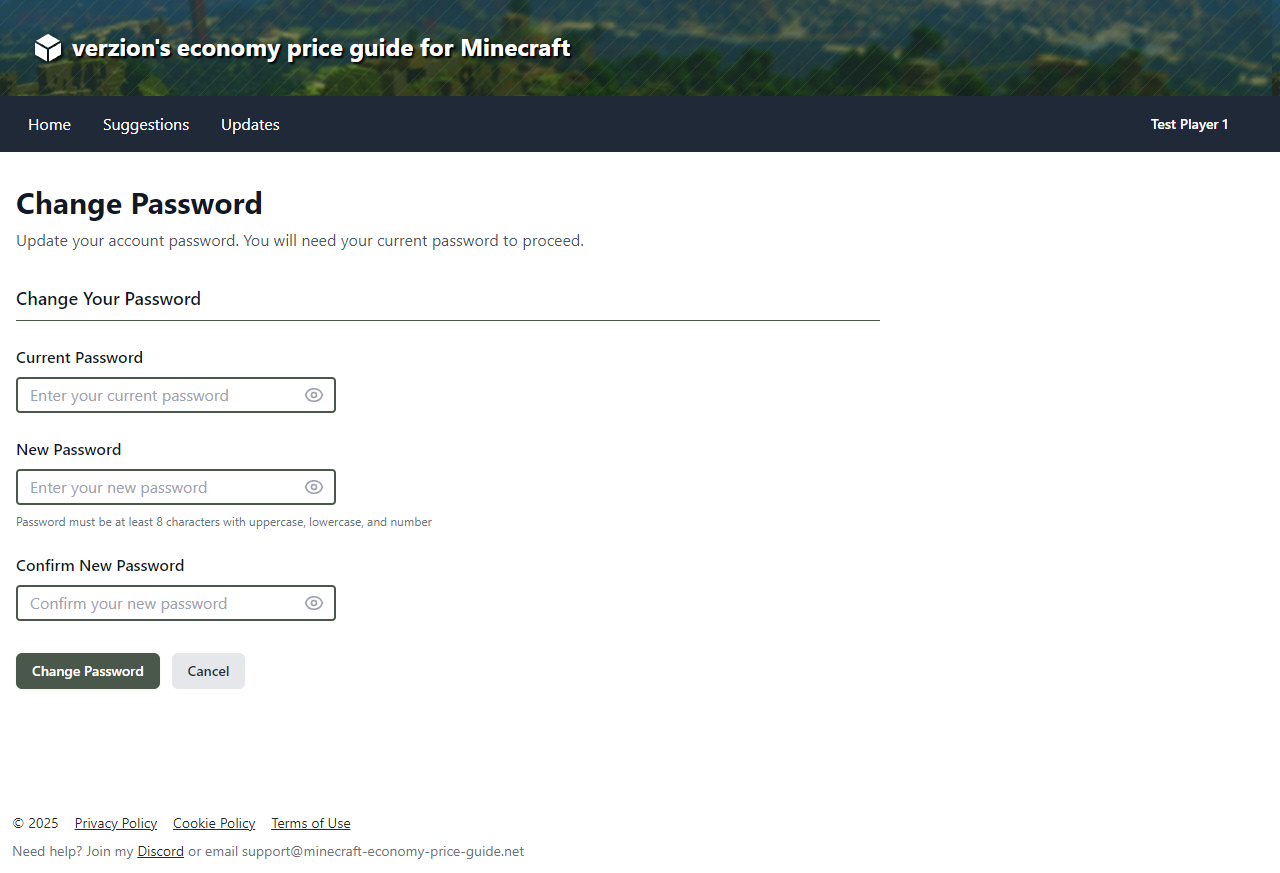 verzion's economy price guide for Minecraft
Home Suggestions Updates Test Player 1
Change Password
Update your account password. You will need your current password to proceed.
Change Your Password
Current Password
Enter your current password
New Password
Enter your new password
Password must be at least 8 characters with uppercase, lowercase, and number
Confirm New Password
Confirm your new password
Change Password Cancel
© 2025 Privacy Policy Cookie Policy Terms of Use
Need help? Join my Discord or email support@minecraft-economy-price-guide.net